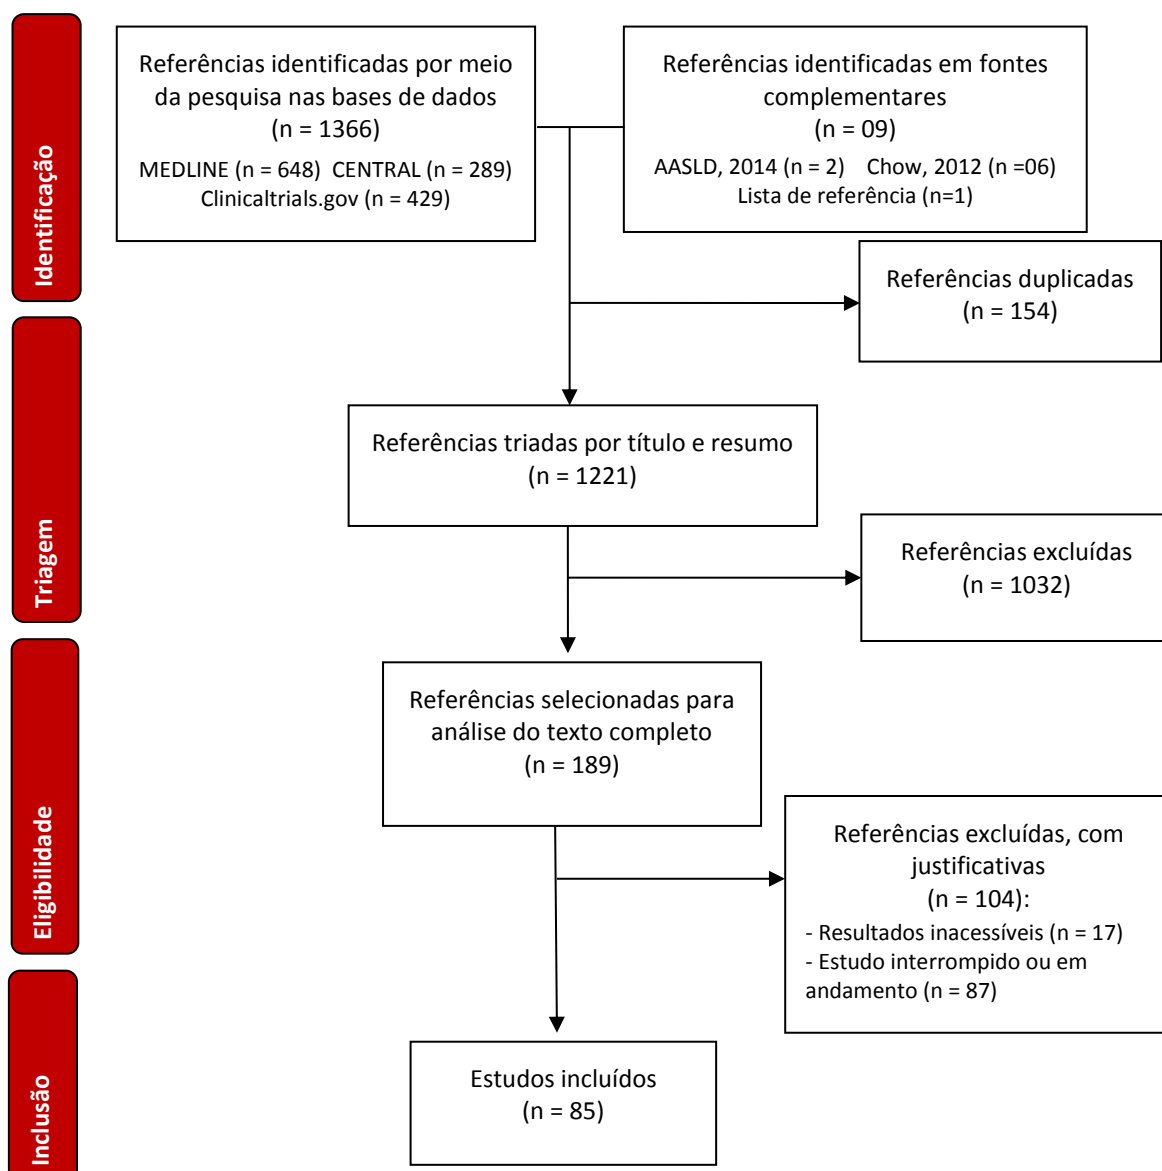 Identificação
Referências identificadas por meio
da pesquisa nas bases de dados
(n = 1366)
MEDLINE (n = 648)  CENTRAL (n = 289)
Clinicaltrials.gov (n = 429)
Referências identificadas em fontes
complementares
(n = 09)
AASLD, 2014 (n = 2)    Chow, 2012 (n =06)
Lista de referência (n=1)
Referências duplicadas
(n = 154)
Triagem
Referências triadas por título e resumo
(n = 1221)
Referências excluídas
(n = 1032)
Eligibilidade
Referências selecionadas para
análise do texto completo
(n = 189)
Referências excluídas, com
justificativas
(n = 104):
- Resultados inacessíveis (n = 17)
- Estudo interrompido ou em
andamento (n = 87)
Inclusão
Estudos incluídos
(n = 85)